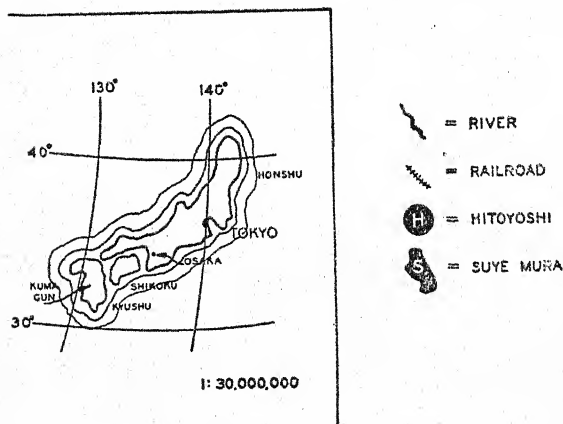 130°
140°
40°
HONSHU
TOKYO
OSAKA
KUMA
GUN
SHIKOKU
KYUSHU
30°
1: 30,000,000
= RIVER
= RAILROAD
H = HITOYOSHI
S = SUYE MURA